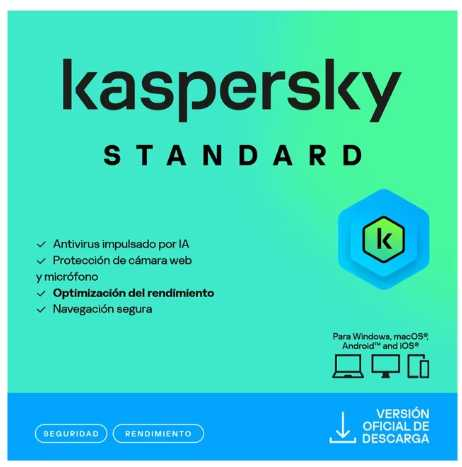 kaspersky
STANDARD
Antivirus impulsado por IA
Protección de cámara web
y micrófono
Optimización del rendimiento
Navegación segura
k
Para Windows, macOS®,
Android™ and iOS®
SEGURIDAD
RENDIMIENTO
VERSIÓN
OFICIAL DE
DESCARGA